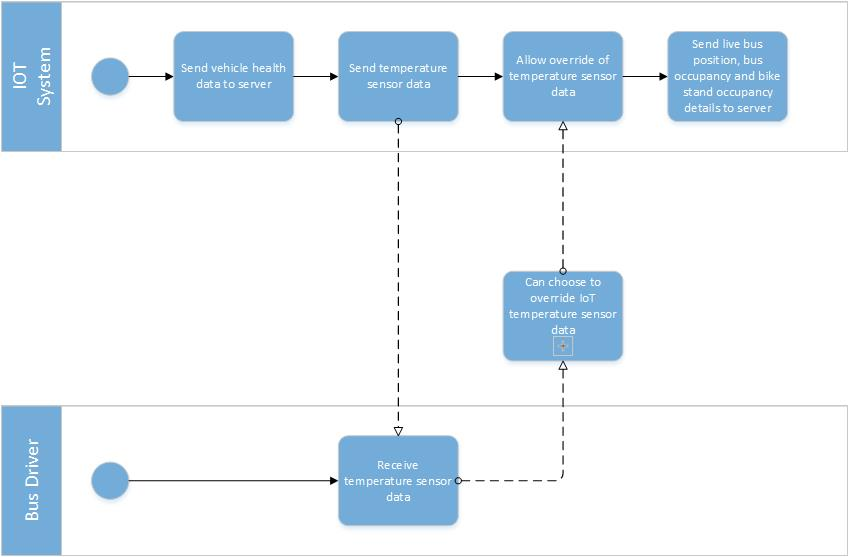 IOT
System
Send vehicle health
data to server
Send temperature
sensor data
Allow override of
temperature sensor
data
Send live bus
position, bus
occupancy and bike
stand occupancy
details to server
Can choose to
override IoT
temperature sensor
data
Bus Driver
Receive
temperature sensor
data